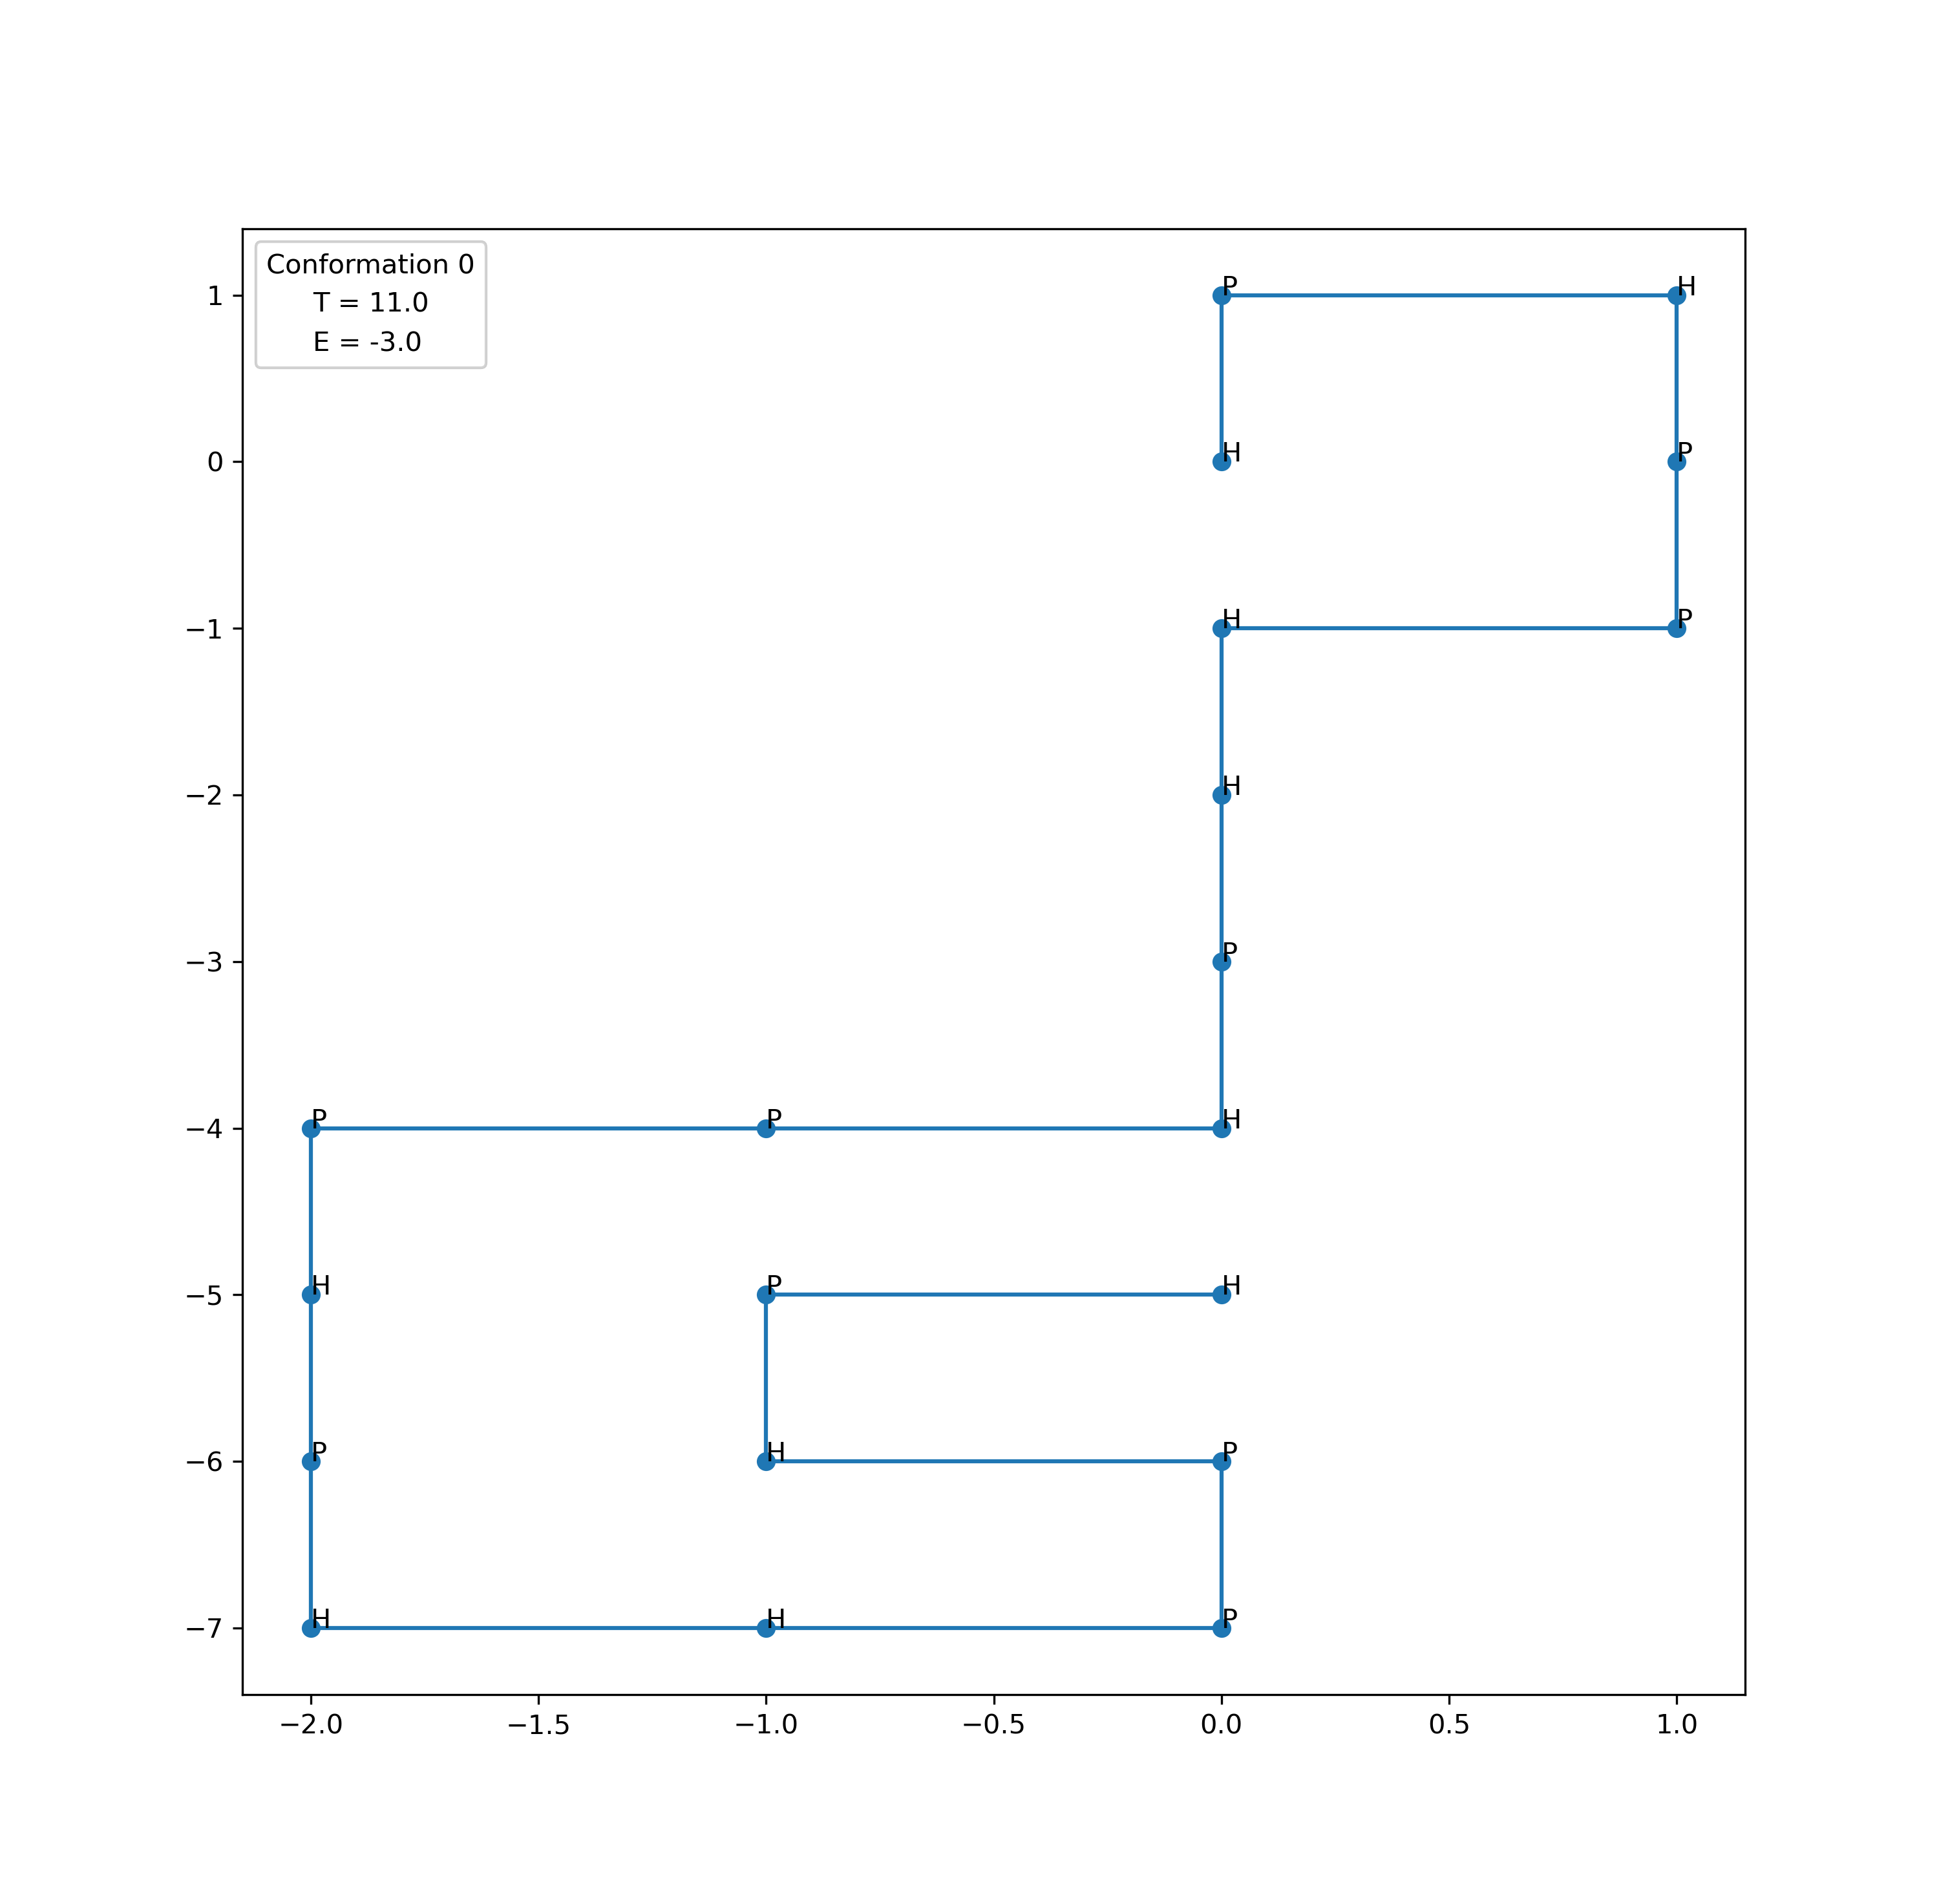 Conformation 0
T = 11.0
E = -3.0
1
0
−1
−2
−3
−4
−5
−6
−7
P H
H P
H P
H
P
P P H
H P H
P H P
H H P
−2.0 −1.5 −1.0 −0.5 0.0 0.5 1.0